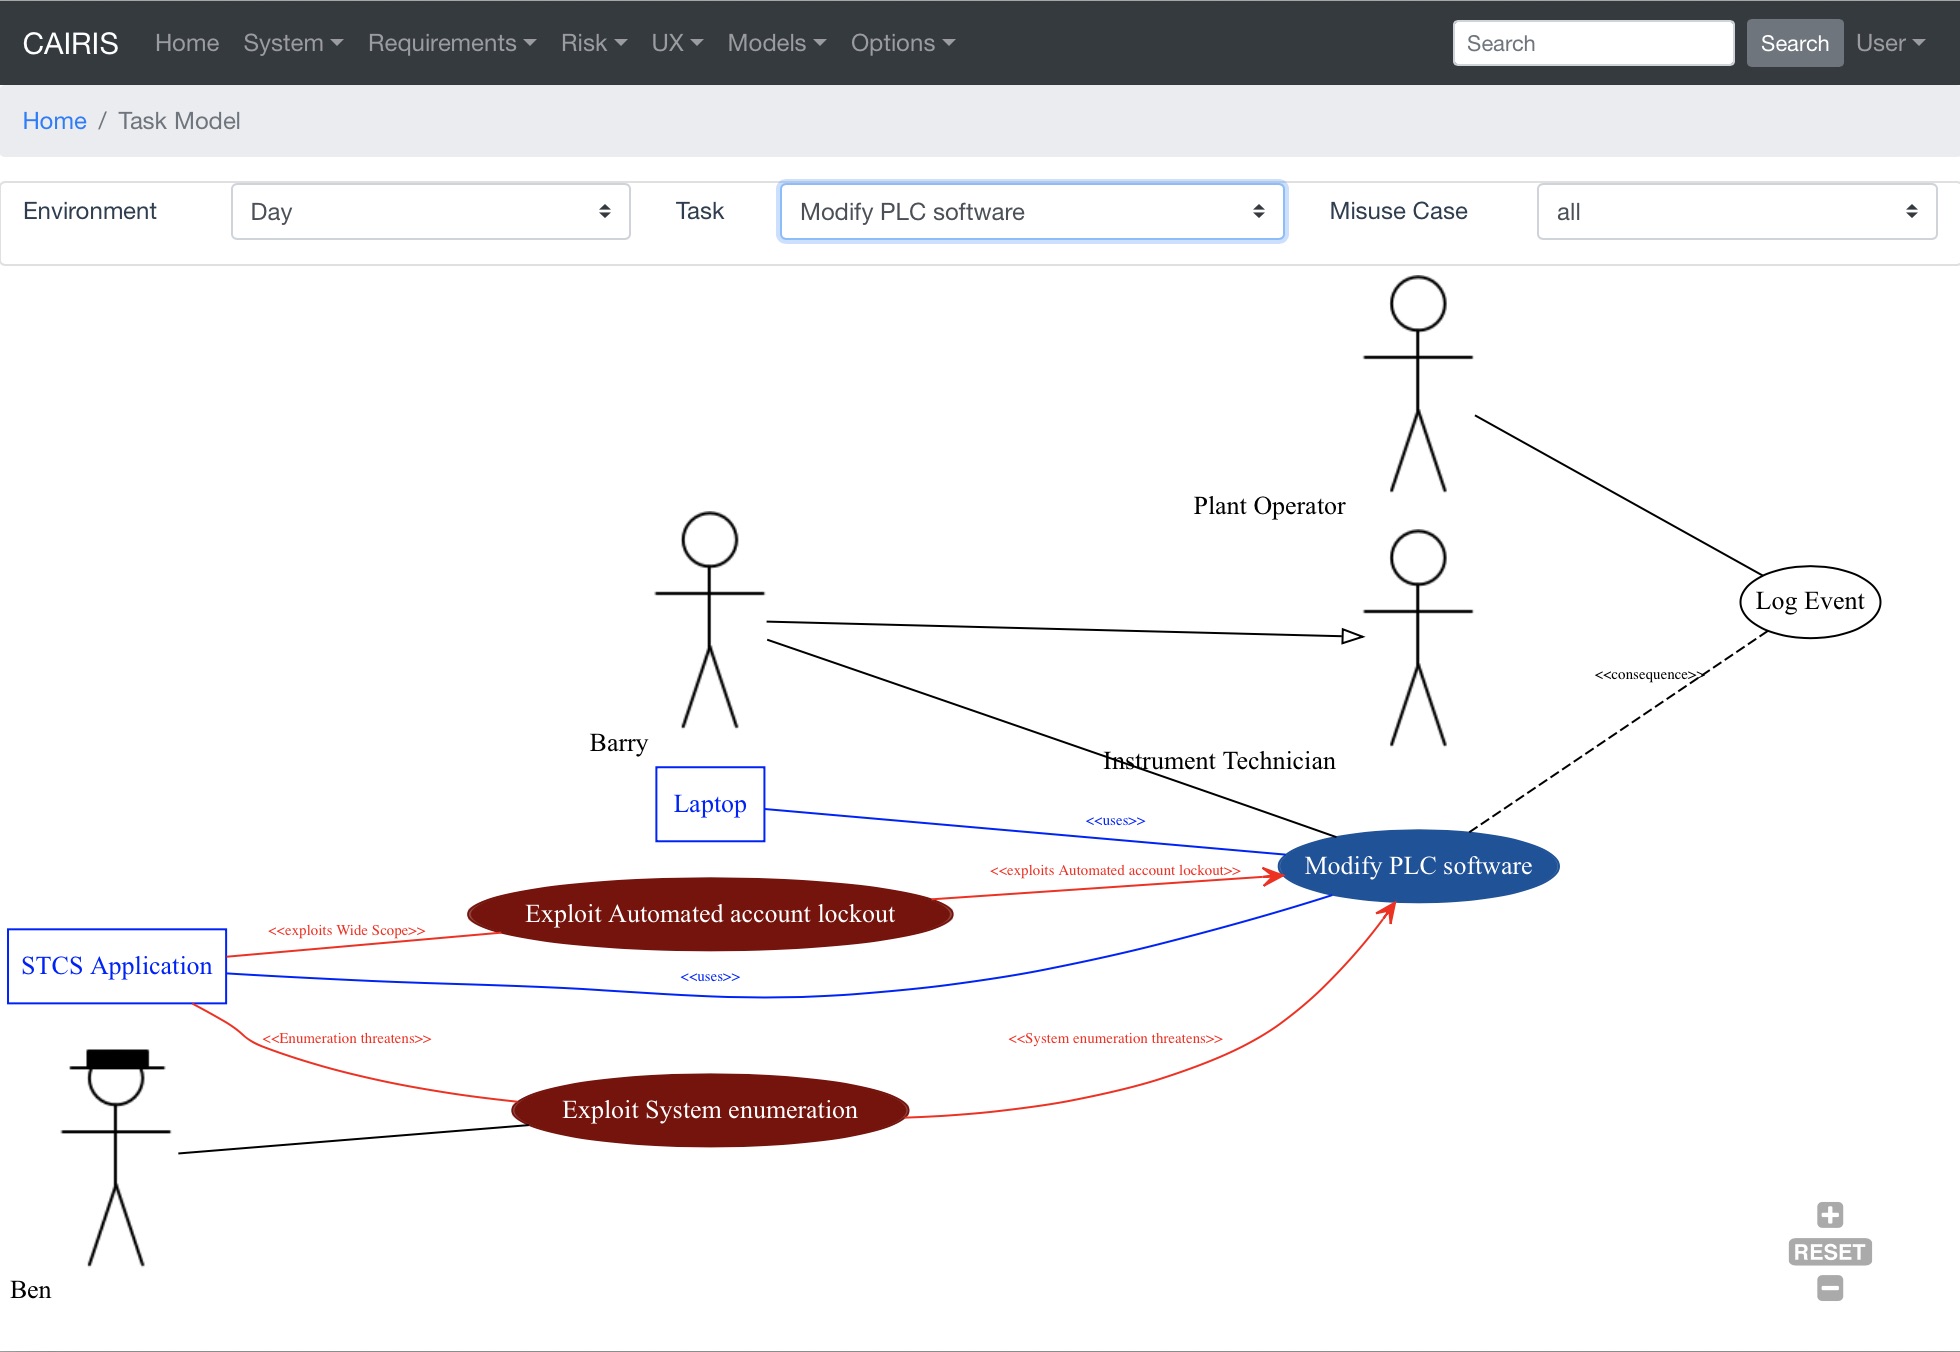 CAIRIS Home System Requirements Risk UX Models Options Search Search User
Home / Task Model
Environment Day Task Modify PLC software Misuse Case all
Plant Operator
Log Event
<<consequence>>
Barry
Instrument Technician
Laptop
<<uses>>
Modify PLC software
<<exploits Automated account lockout>>
Exploit Automated account lockout
<<exploits Wide Scope>>
STCS Application
<<uses>>
<<Enumeration threatens>>
<<System enumeration threatens>>
Exploit System enumeration
RESET
Ben